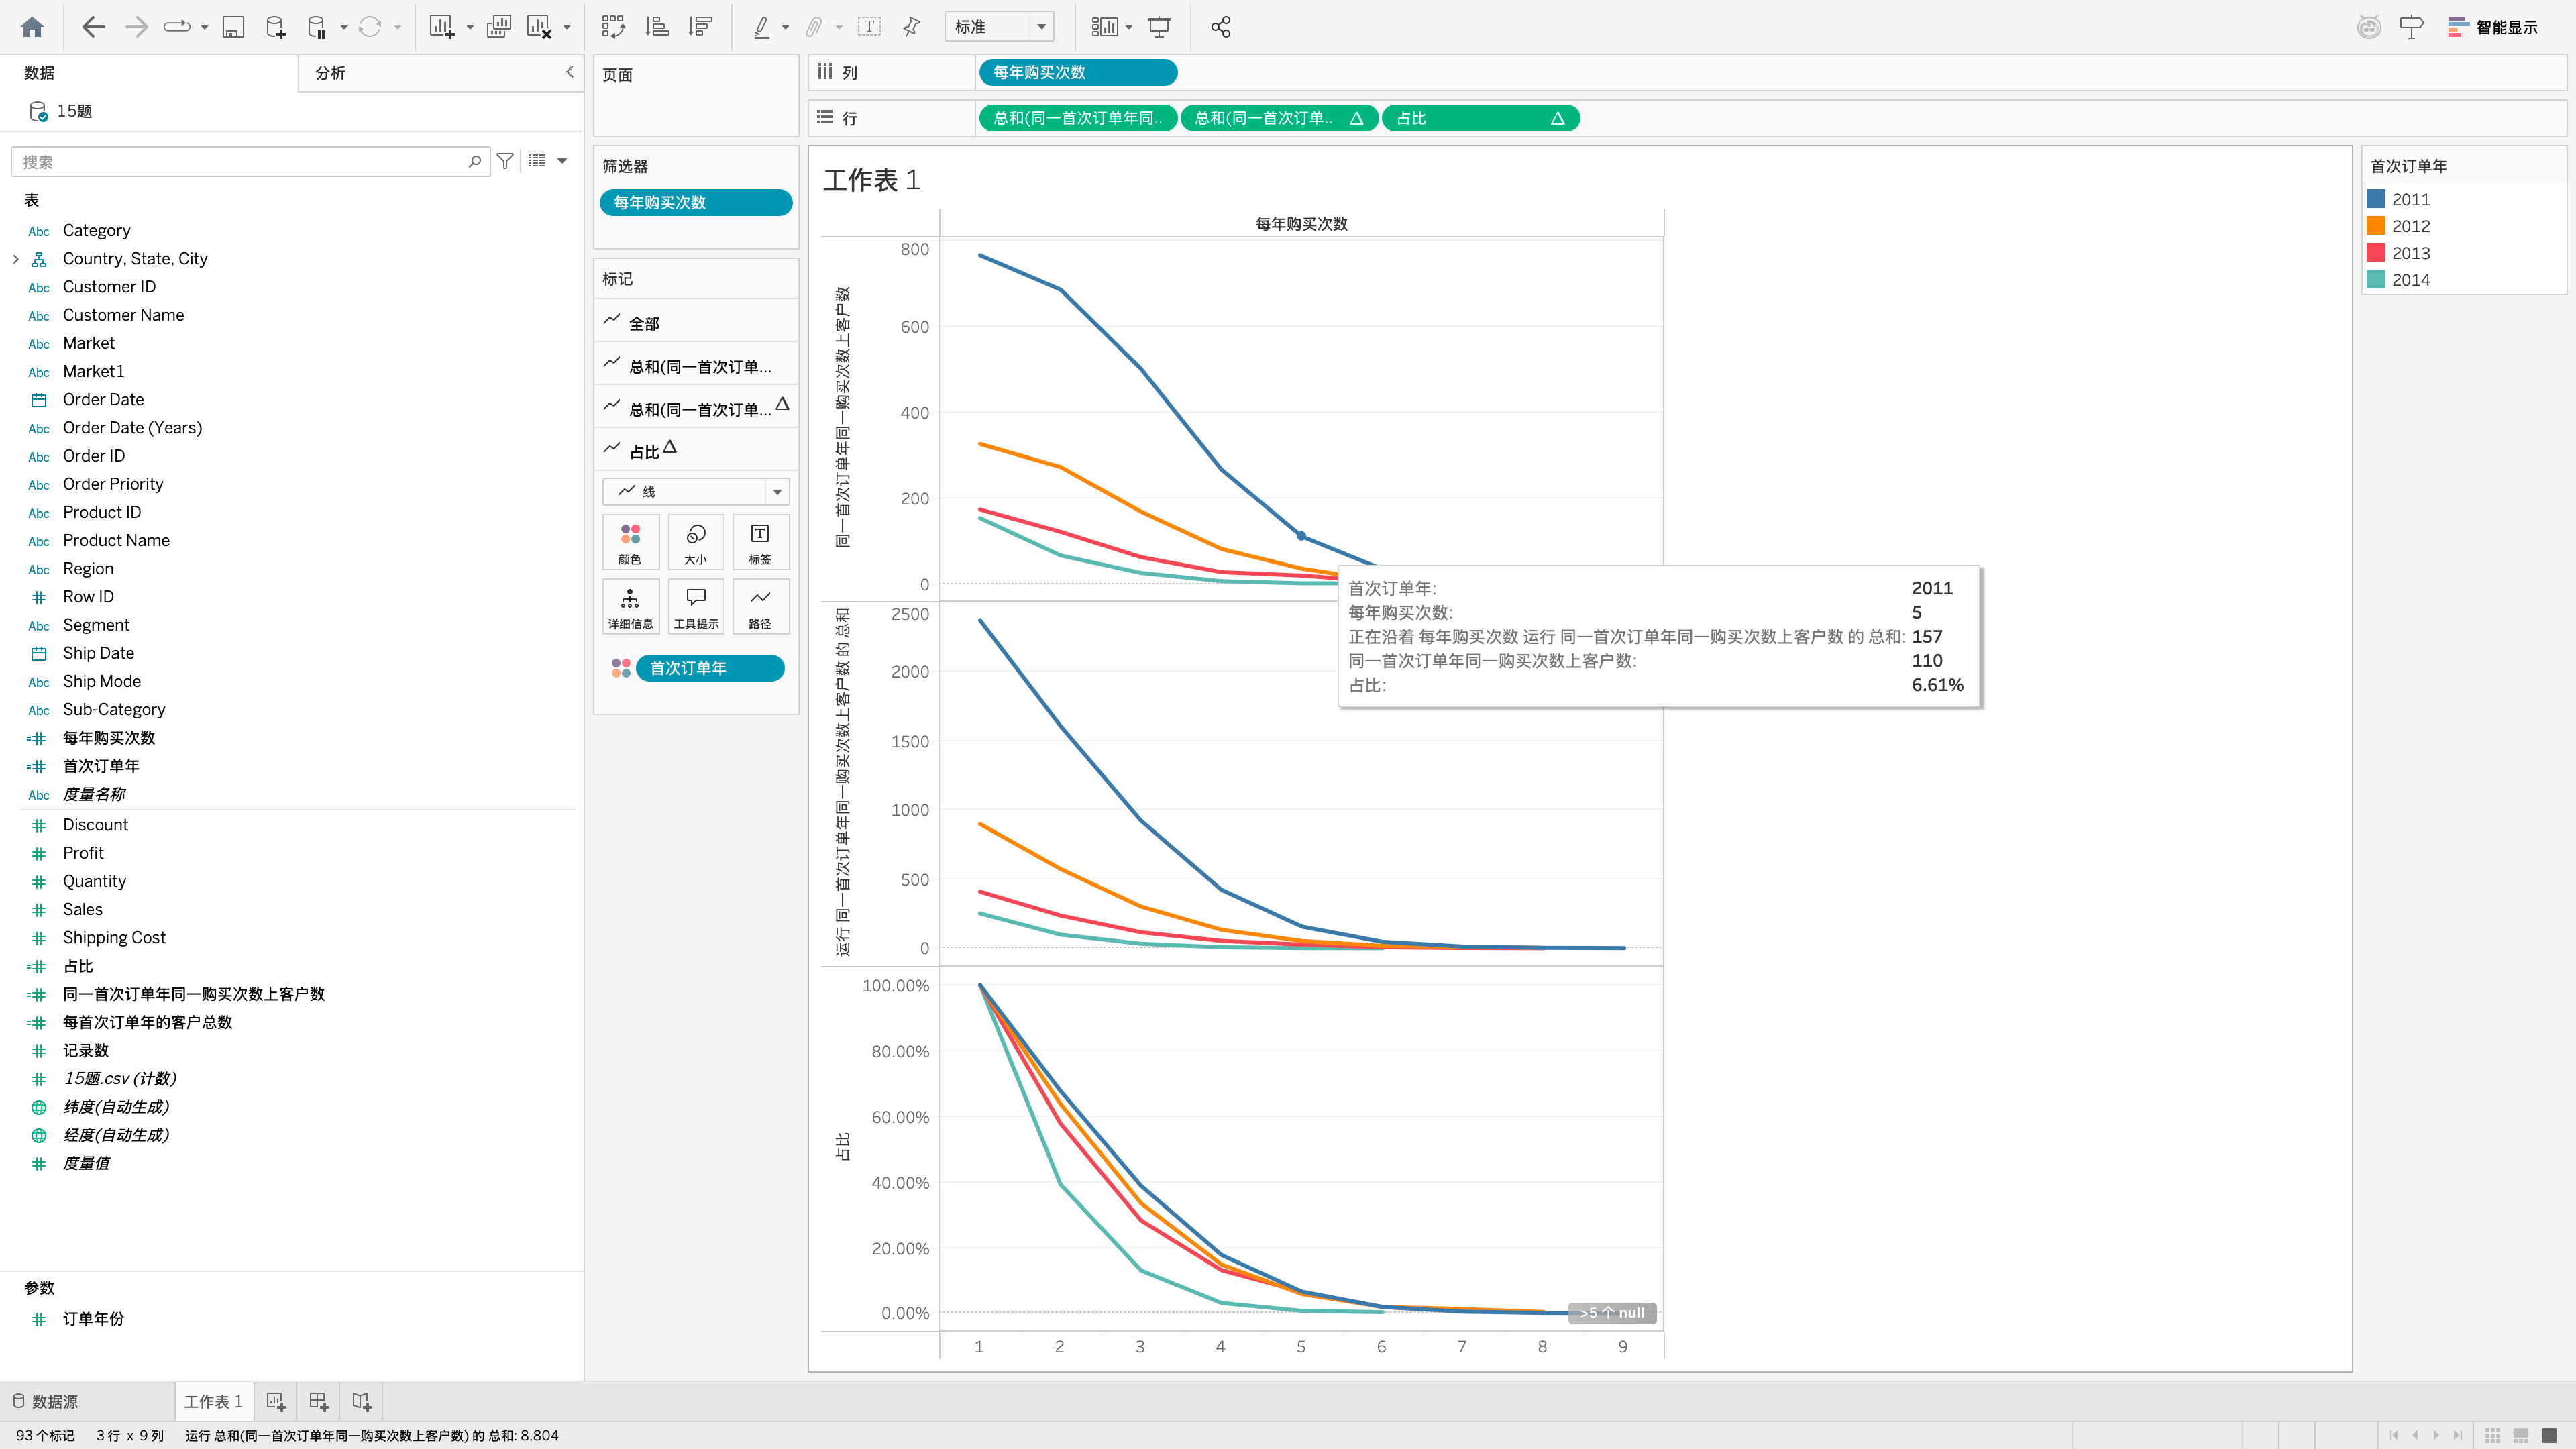 标准
智能显示
数据
分析
15题
搜索
表
Abc Category
Country, State, City
Abc Customer ID
Abc Customer Name
Abc Market
Abc Market1
Order Date
Abc Order Date (Years)
Abc Order ID
Abc Order Priority
Abc Product ID
Abc Product Name
Abc Region
Row ID
Abc Segment
Ship Date
Abc Ship Mode
Abc Sub-Category
每年购买次数
首次订单年
Abc 度量名称
Discount
Profit
Quantity
Sales
Shipping Cost
占比
同一首次订单年同一购买次数上客户数
每首次订单年的客户总数
记录数
15题.csv (计数)
纬度(自动生成)
经度(自动生成)
度量值
参数
订单年份
页面
筛选器
每年购买次数
标记
全部
总和(同一首次订单...
总和(同一首次订单... Δ
占比 Δ
线
颜色 大小 标签
详细信息 工具提示 路径
首次订单年
列 每年购买次数
行 总和(同一首次订单年同.. 总和(同一首次订单.. Δ 占比 Δ
工作表 1
每年购买次数
同一首次订单年同一购买次数上客户数
800
600
400
200
0
运行 同一首次订单年同一购买次数上客户数 的 总和
2500
2000
1500
1000
500
0
占比
100.00%
80.00%
60.00%
40.00%
20.00%
0.00%
>5 个 null
1 2 3 4 5 6 7 8 9
首次订单年: 2011
每年购买次数: 5
正在沿着 每年购买次数 运行 同一首次订单年同一购买次数上客户数 的 总和: 157
同一首次订单年同一购买次数上客户数: 110
占比: 6.61%
首次订单年
2011
2012
2013
2014
数据源
工作表 1
93 个标记 3 行 x 9 列 运行 总和(同一首次订单年同一购买次数上客户数) 的 总和: 8,804